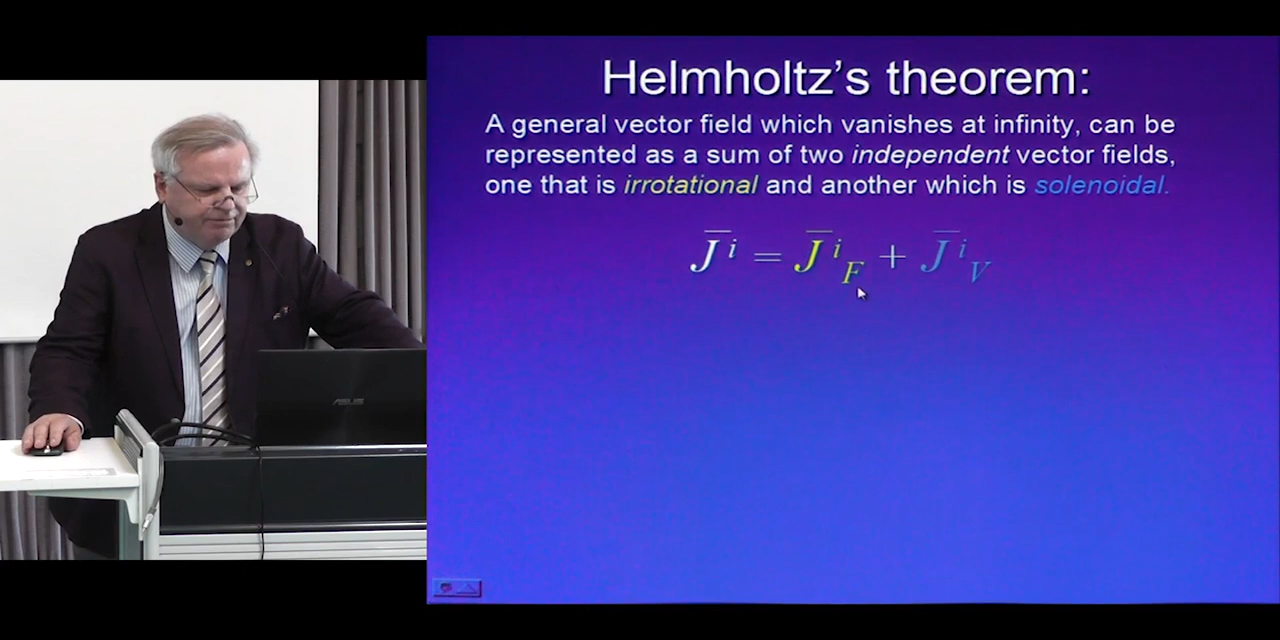 Helmholtz's theorem:
A general vector field which vanishes at infinity, can be
represented as a sum of two independent vector fields,
one that is irrotational and another which is solenoidal.
J̅ⁱ = J̅ⁱ_F + J̅ⁱ_V
ASUS